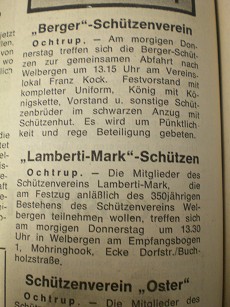 „Berger"-Schützenverein
Ochtrup. — Am morgigen Don-
nerstag treffen sich die Berger-Schüt-
zen zur gemeinsamen Abfahrt nach
Welbergen um 13.15 Uhr am Vereins-
lokal Franz Kock. Festvorstand mit
kompletter Uniform, König mit Kö-
nigskette, Vorstand u. sonstige Schüt-
zenbrüder im schwarzen Anzug mit
Schützenhut. Es wird um Pünktlich
keit und rege Beteiligung gebeten.
„Lamberti-Mark"-Schützen
Ochtrup. — Die Mitglieder des
Schützenvereins Lamberti-Mark, die
am Festzug anläßlich des 350jährigen
Bestehens des Schützenvereins Wel-
bergen teilnehmen wollen, treffen sich
am morgigen Donnerstag um 13.30
Uhr in Welbergen am Empfangsbogen
1, Mohringhook, Ecke Dorfstr./Buch-
holzstraße.
Schützenverein „Oster"
Ochtrup. — Die Mitglieder des